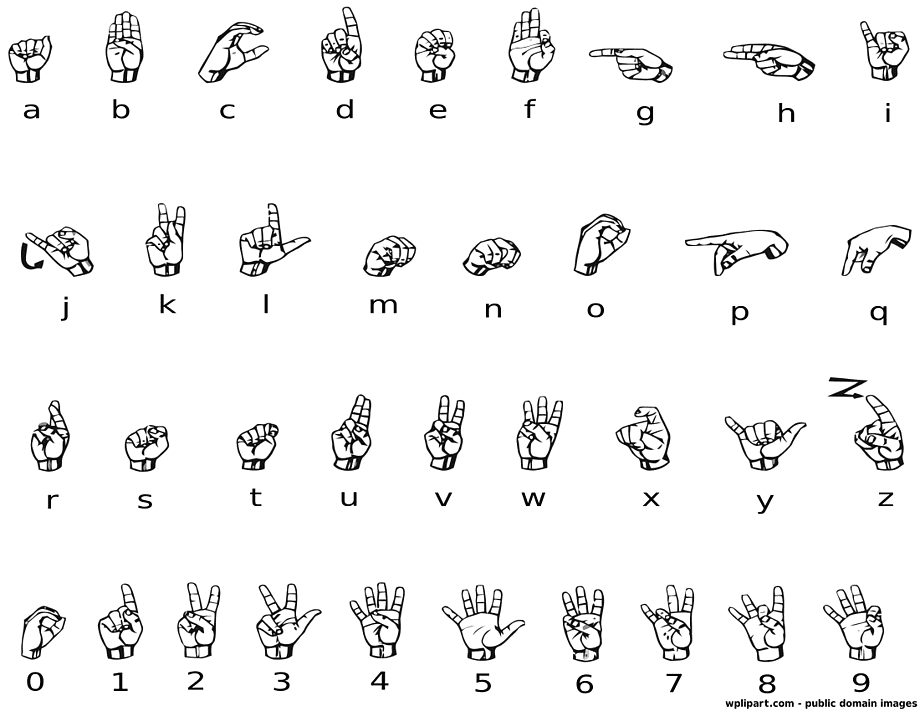 a b c d e f g h i
j k l m n o p q
Z
r s t u v w x y z
0 1 2 3 4 5 6 7 8 9
wplipart.com - public domain images